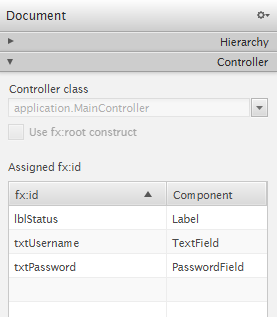 Document
Hierarchy
Controller
Controller class
application.MainController
Use fx:root construct
Assigned fx:id
fx:id Component
lblStatus Label
txtUsername TextField
txtPassword PasswordField